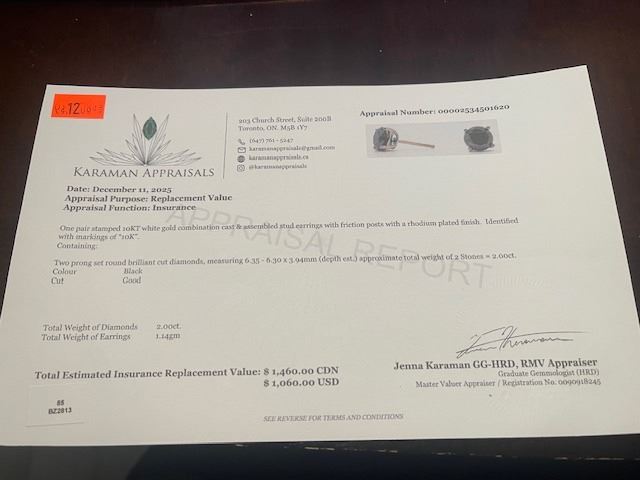 203 Church Street, Suite 200B
Toronto, ON. M5B 1Y7
(647) 761 - 5247
karamanappraisals@gmail.com
karamanappraisals.ca
@karamanappraisals
Appraisal Number: 00002534501620
KARAMAN APPRAISALS
Date: December 11, 2025
Appraisal Purpose: Replacement Value
Appraisal Function: Insurance
APPRAISAL REPORT
One pair stamped 10KT white gold combination cast & assembled stud earrings with friction posts with a rhodium plated finish. Identified
with markings of "10K".
Containing:
Two prong set round brilliant cut diamonds, measuring 6.35 - 6.30 x 3.94mm (depth est.) approximate total weight of 2 Stones = 2.00ct.
Colour Black
Cut Good
Total Weight of Diamonds 2.00ct.
Total Weight of Earrings 1.14gm
Total Estimated Insurance Replacement Value: $ 1,460.00 CDN
$ 1,060.00 USD
Jenna Karaman GG-HRD, RMV Appraiser
Graduate Gemmologist (HRD)
Master Valuer Appraiser / Registration No. 0090918245
85
BZ2813
SEE REVERSE FOR TERMS AND CONDITIONS